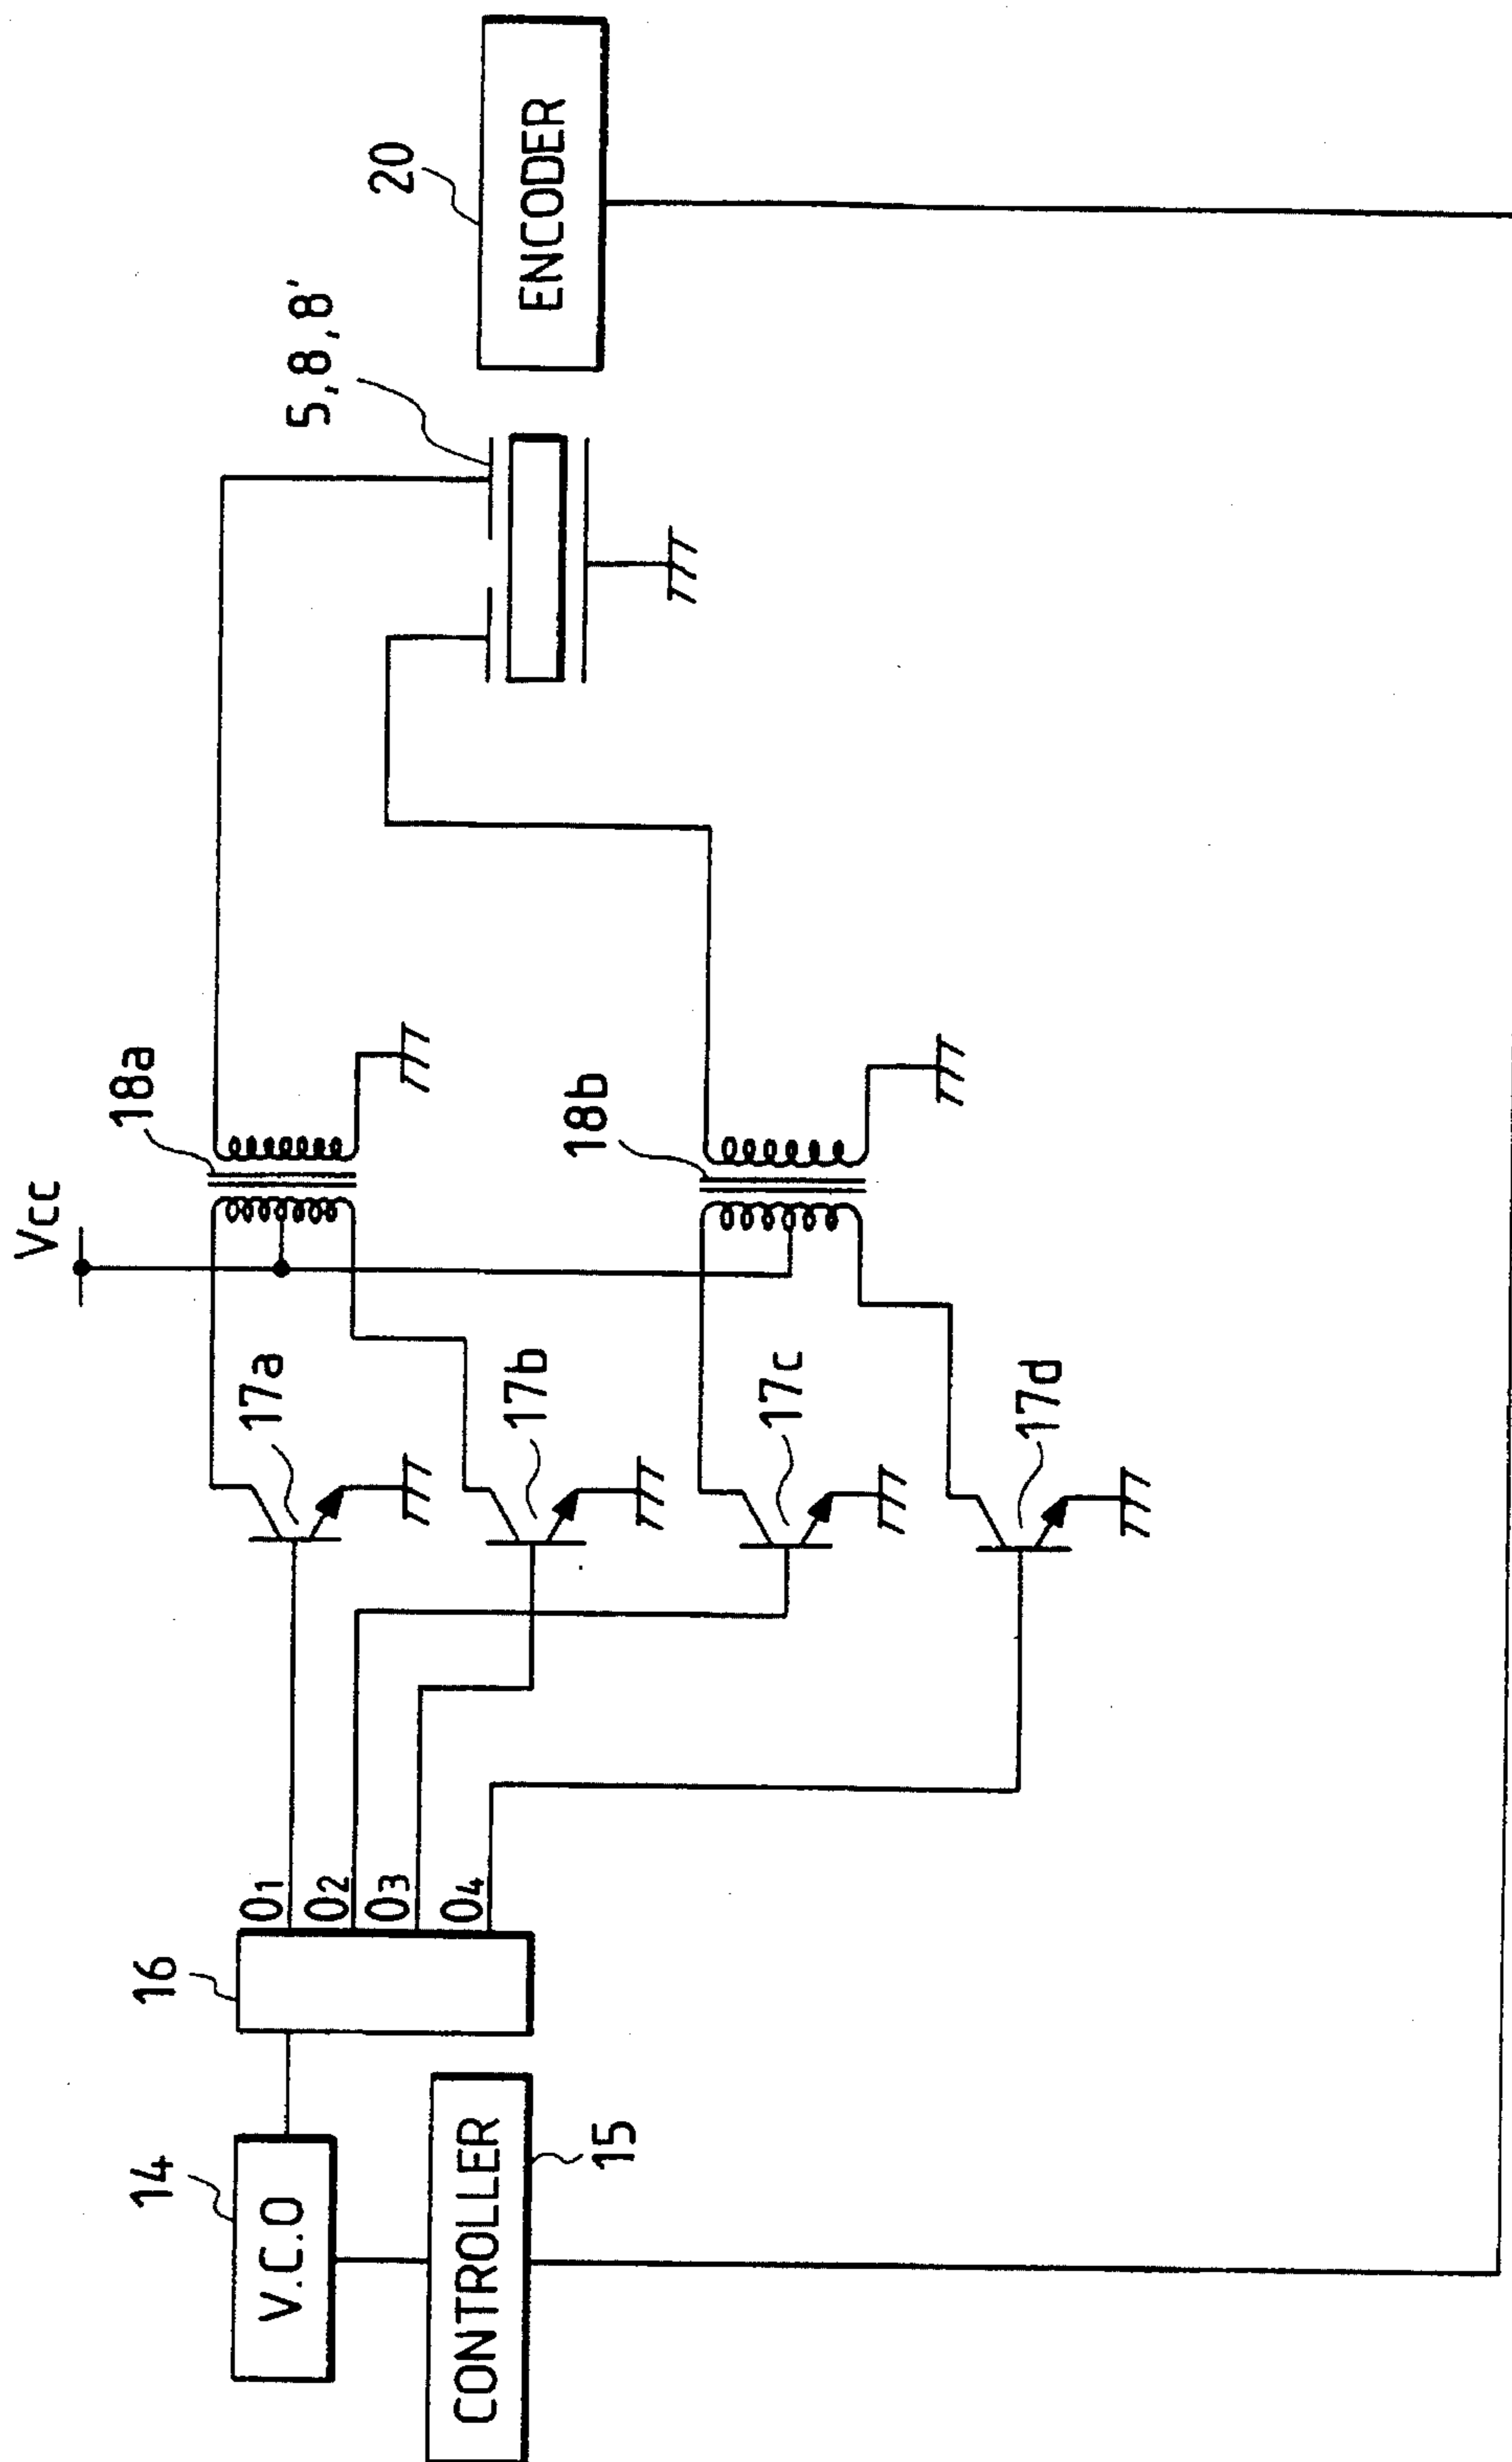 Vcc
18a
5,8,8'
20
ENCODER
17a
17b
18b
17c
17d
14
V.C.O
16
O1
O2
O3
O4
CONTROLLER
15